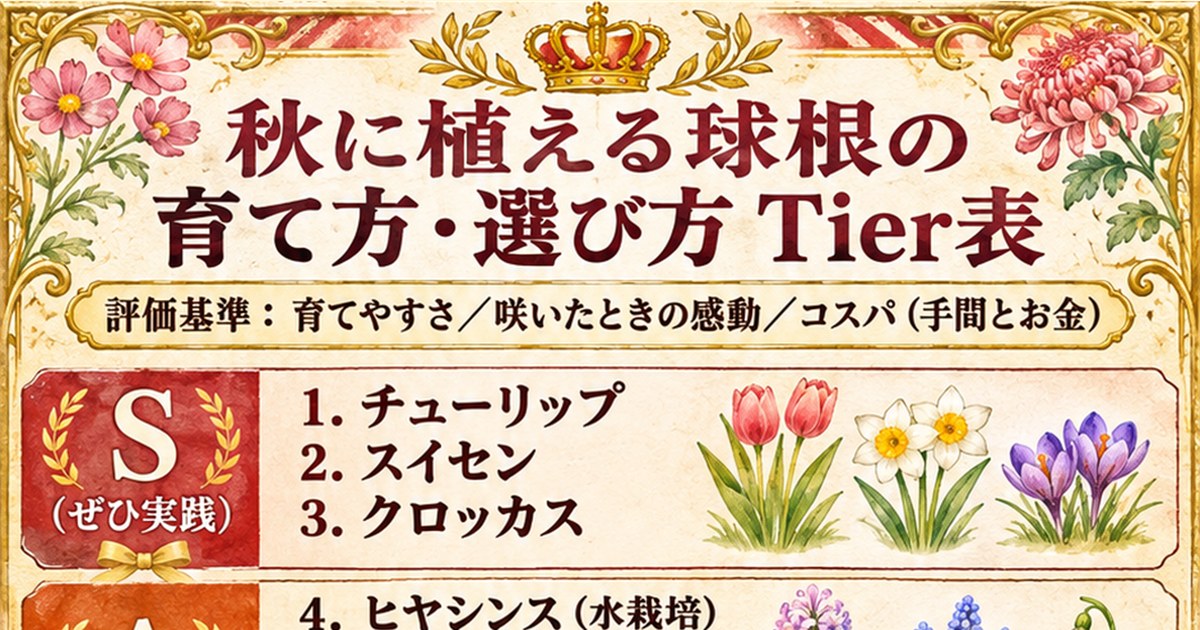 秋に植える球根の
育て方・選び方 Tier表
評価基準：育てやすさ／咲いたときの感動／コスパ (手間とお金)
S
(ぜひ実践)
1. チューリップ
2. スイセン
3. クロッカス
4. ヒヤシンス (水栽培)